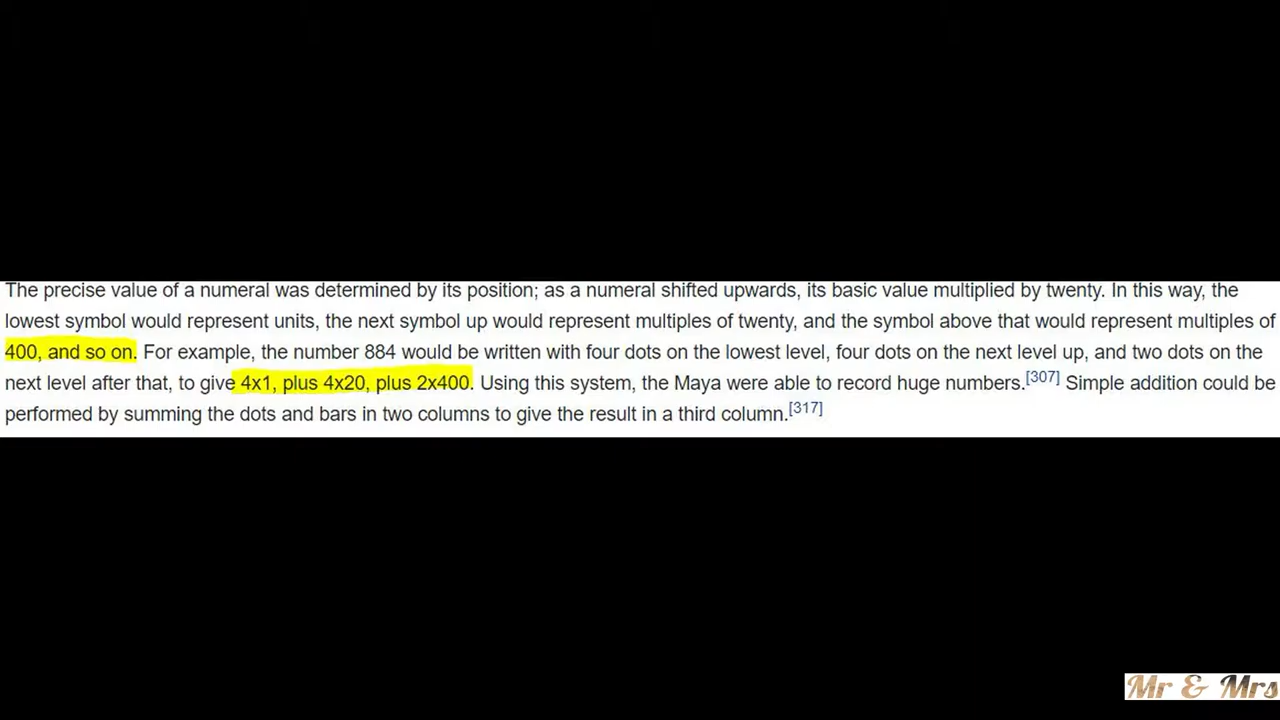 The precise value of a numeral was determined by its position; as a numeral shifted upwards, its basic value multiplied by twenty. In this way, the
lowest symbol would represent units, the next symbol up would represent multiples of twenty, and the symbol above that would represent multiples of
400, and so on. For example, the number 884 would be written with four dots on the lowest level, four dots on the next level up, and two dots on the
next level after that, to give 4x1, plus 4x20, plus 2x400. Using this system, the Maya were able to record huge numbers.[307] Simple addition could be
performed by summing the dots and bars in two columns to give the result in a third column.[317]
Mr & Mrs